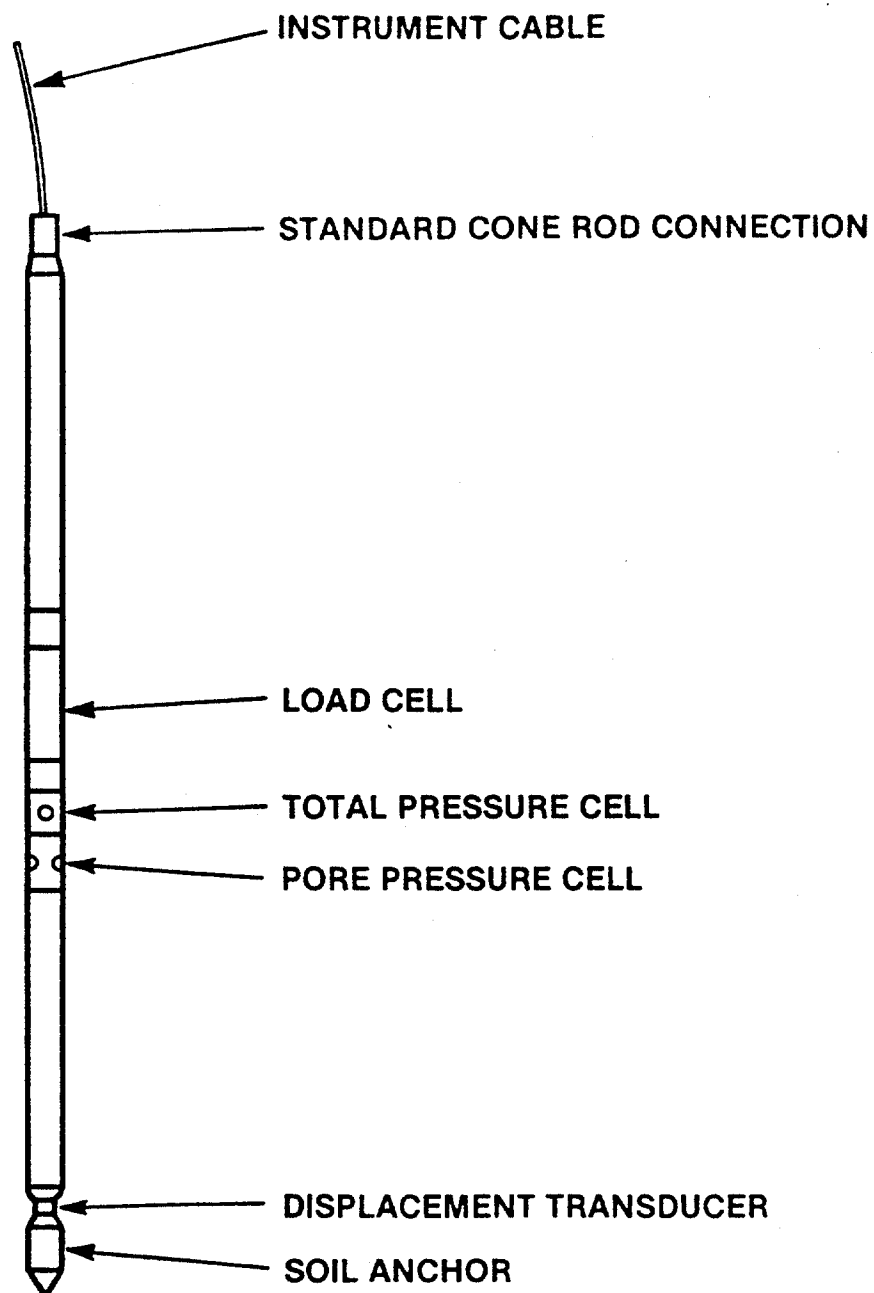 INSTRUMENT CABLE
STANDARD CONE ROD CONNECTION
LOAD CELL
TOTAL PRESSURE CELL
PORE PRESSURE CELL
DISPLACEMENT TRANSDUCER
SOIL ANCHOR